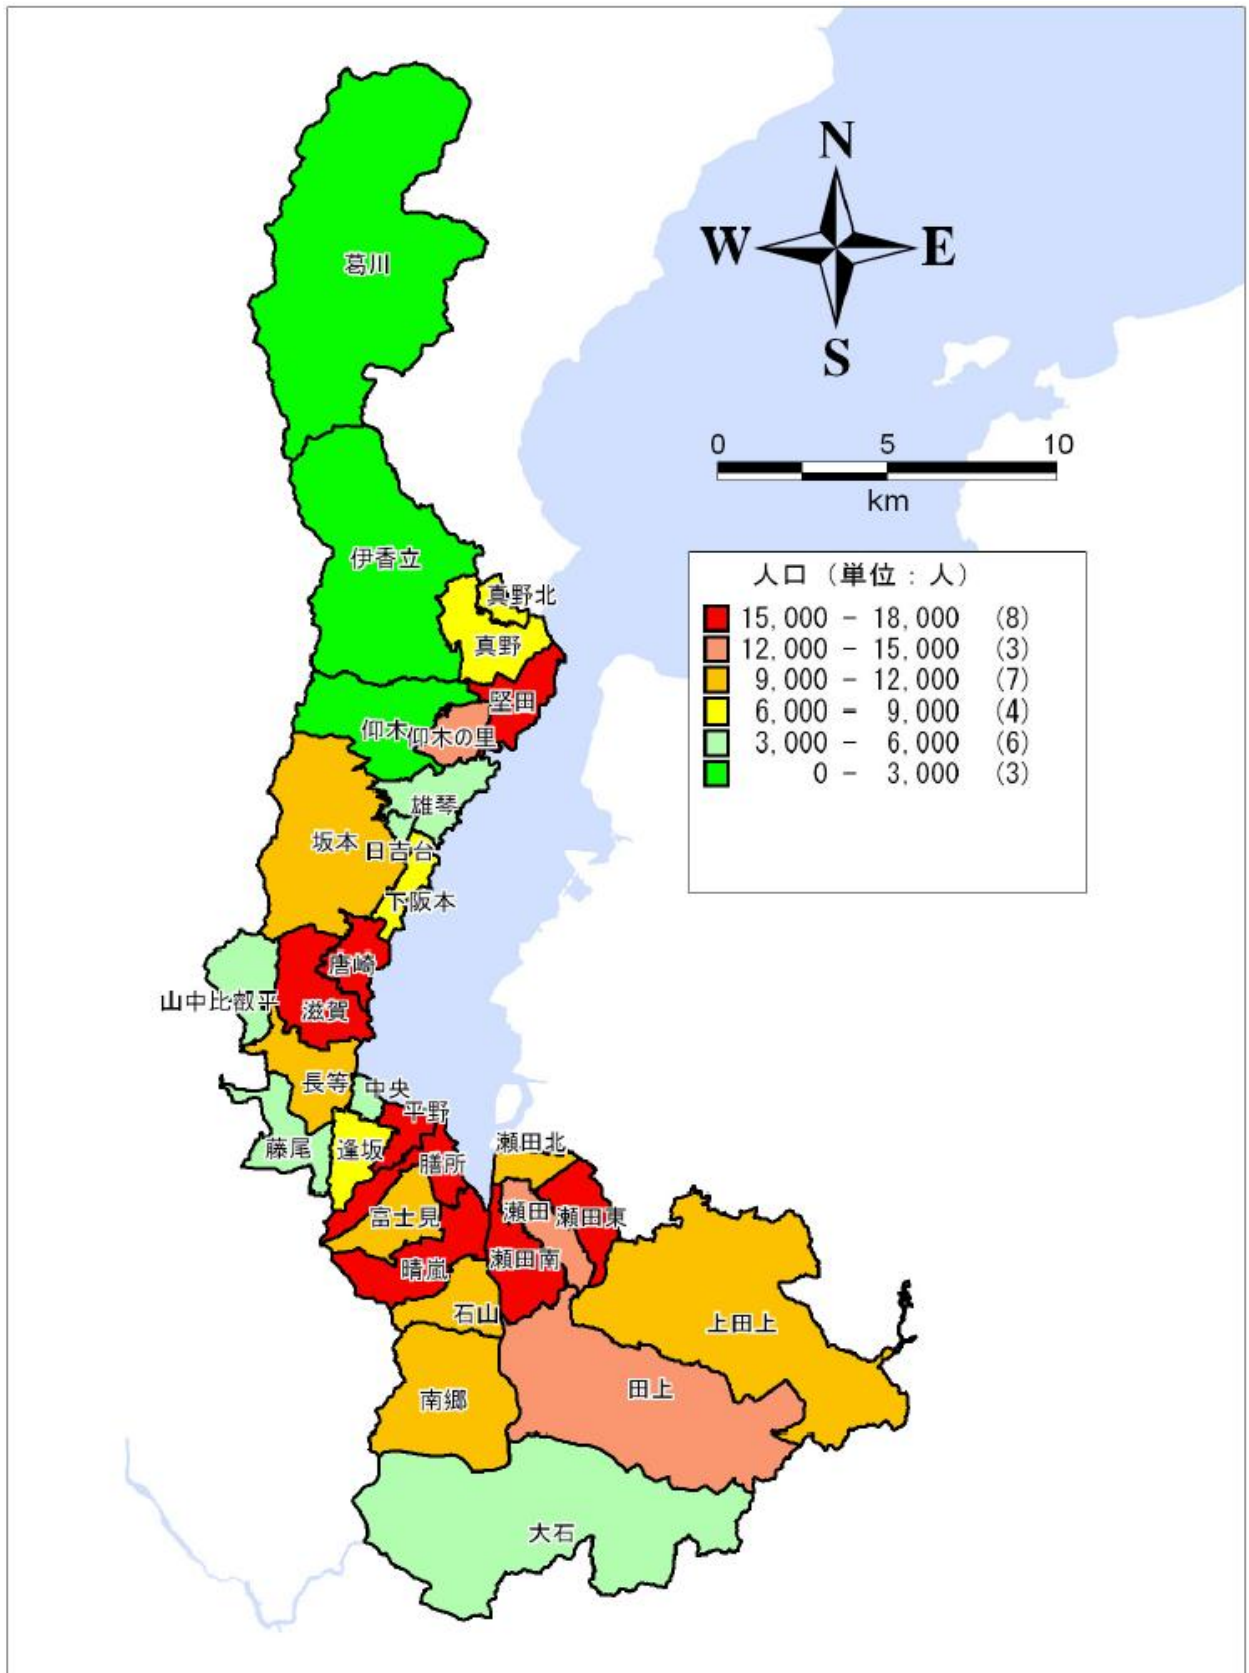 N
W
E
S
0 5 10
km
人口（単位：人）
15,000 － 18,000 (8)
12,000 － 15,000 (3)
9,000 － 12,000 (7)
6,000 － 9,000 (4)
3,000 － 6,000 (6)
0 － 3,000 (3)
葛川
伊香立
真野北
真野
堅田
仰木
仰木の里
雄琴
坂本
日吉台
下阪本
唐崎
山中比叡平
滋賀
長等
中央
平野
藤尾
逢坂
膳所
瀬田北
富士見
瀬田
瀬田東
晴嵐
瀬田南
石山
上田上
南郷
田上
大石